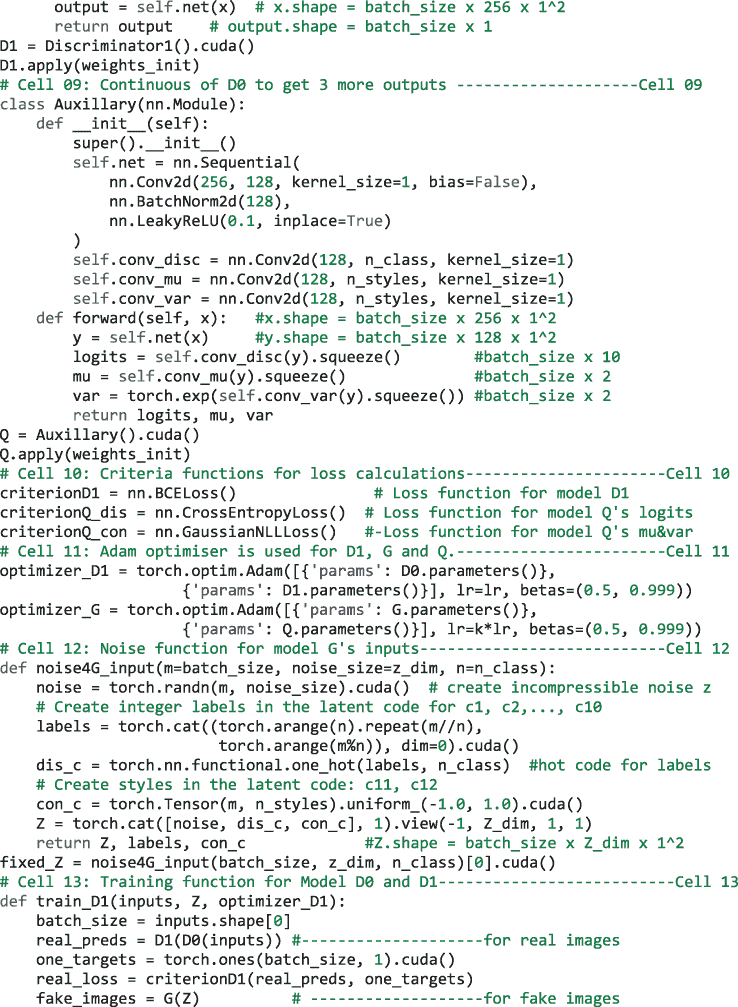 output = self.net(x)  # x.shape = batch_size x 256 x 1^2
        return output    # output.shape = batch_size x 1
D1 = Discriminator1().cuda()
D1.apply(weights_init)
# Cell 09: Continuous of D0 to get 3 more outputs --------------------Cell 09
class Auxillary(nn.Module):
    def __init__(self):
        super().__init__()
        self.net = nn.Sequential(
            nn.Conv2d(256, 128, kernel_size=1, bias=False),
            nn.BatchNorm2d(128),
            nn.LeakyReLU(0.1, inplace=True)
        )
        self.conv_disc = nn.Conv2d(128, n_class, kernel_size=1)
        self.conv_mu = nn.Conv2d(128, n_styles, kernel_size=1)
        self.conv_var = nn.Conv2d(128, n_styles, kernel_size=1)
    def forward(self, x):   #x.shape = batch_size x 256 x 1^2
        y = self.net(x)     #y.shape = batch_size x 128 x 1^2
        logits = self.conv_disc(y).squeeze()        #batch_size x 10
        mu = self.conv_mu(y).squeeze()              #batch_size x 2
        var = torch.exp(self.conv_var(y).squeeze()) #batch_size x 2
        return logits, mu, var
Q = Auxillary().cuda()
Q.apply(weights_init)
# Cell 10: Criteria functions for loss calculations----------------------Cell 10
criterionD1 = nn.BCELoss()               # Loss function for model D1
criterionQ_dis = nn.CrossEntropyLoss()  # Loss function for model Q's logits
criterionQ_con = nn.GaussianNLLLoss()   #-Loss function for model Q's mu&var
# Cell 11: Adam optimiser is used for D1, G and Q.-----------------------Cell 11
optimizer_D1 = torch.optim.Adam([{'params': D0.parameters()},
                    {'params': D1.parameters()}], lr=lr, betas=(0.5, 0.999))
optimizer_G = torch.optim.Adam([{'params': G.parameters()},
                    {'params': Q.parameters()}], lr=k*lr, betas=(0.5, 0.999))
# Cell 12: Noise function for model G's inputs---------------------------Cell 12
def noise4G_input(m=batch_size, noise_size=z_dim, n=n_class):
    noise = torch.randn(m, noise_size).cuda()  # create incompressible noise z
    # Create integer labels in the latent code for c1, c2,..., c10
    labels = torch.cat((torch.arange(n).repeat(m//n),
                        torch.arange(m%n)), dim=0).cuda()
    dis_c = torch.nn.functional.one_hot(labels, n_class)  #hot code for labels
    # Create styles in the latent code: c11, c12
    con_c = torch.Tensor(m, n_styles).uniform_(-1.0, 1.0).cuda()
    Z = torch.cat([noise, dis_c, con_c], 1).view(-1, Z_dim, 1, 1)
    return Z, labels, con_c             #Z.shape = batch_size x Z_dim x 1^2
fixed_Z = noise4G_input(batch_size, z_dim, n_class)[0].cuda()
# Cell 13: Training function for Model D0 and D1--------------------------Cell 13
def train_D1(inputs, Z, optimizer_D1):
    batch_size = inputs.shape[0]
    real_preds = D1(D0(inputs)) #--------------------for real images
    one_targets = torch.ones(batch_size, 1).cuda()
    real_loss = criterionD1(real_preds, one_targets)
    fake_images = G(Z)          # -------------------for fake images